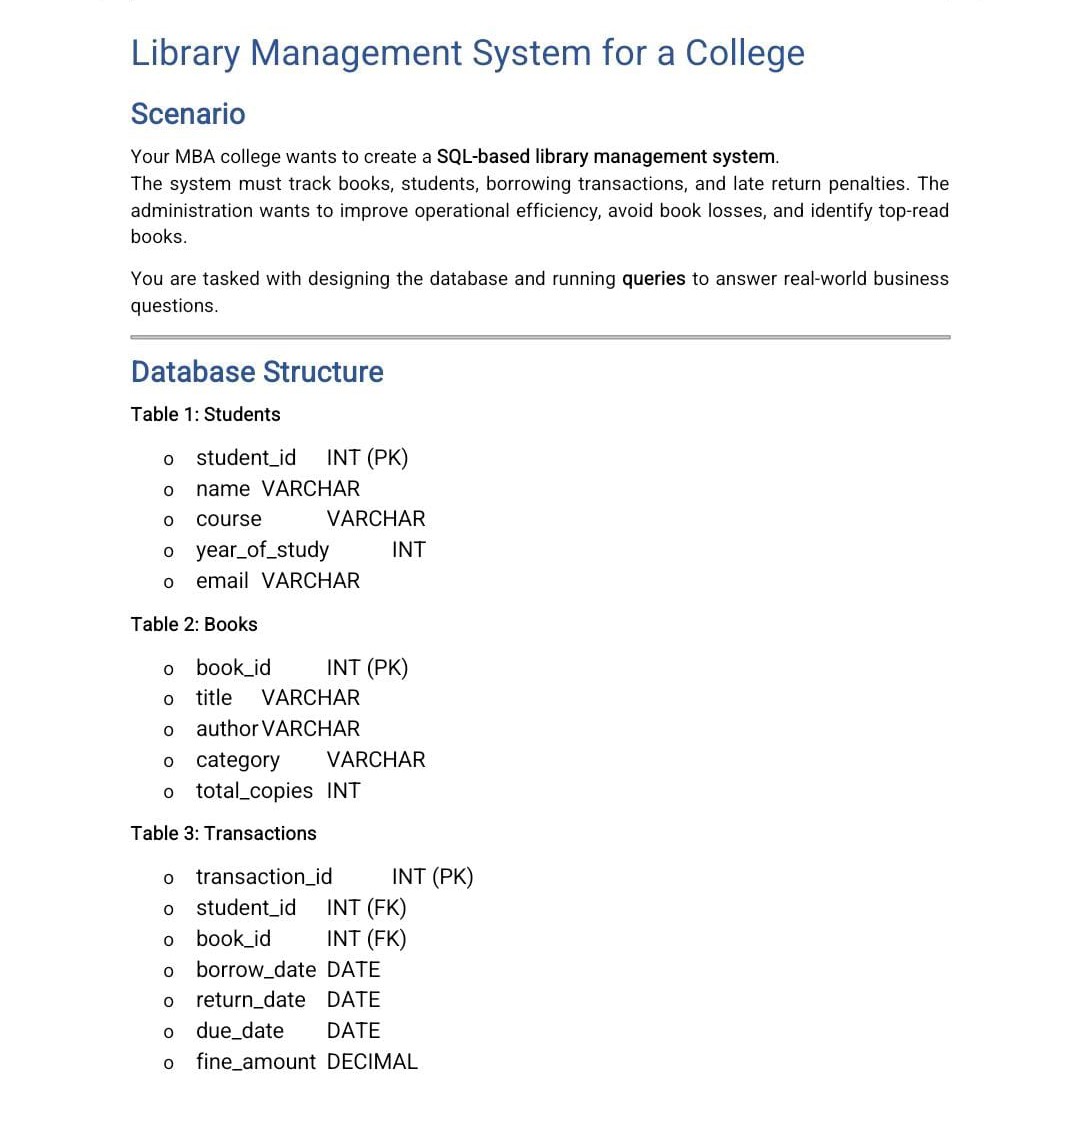 Library Management System for a College
Scenario
Your MBA college wants to create a SQL-based library management system.
The system must track books, students, borrowing transactions, and late return penalties. The
administration wants to improve operational efficiency, avoid book losses, and identify top-read
books.
You are tasked with designing the database and running queries to answer real-world business
questions.
Database Structure
Table 1: Students
o student_id INT (PK)
o name VARCHAR
o course VARCHAR
o year_of_study INT
o email VARCHAR
Table 2: Books
o book_id INT (PK)
o title VARCHAR
o author VARCHAR
o category VARCHAR
o total_copies INT
Table 3: Transactions
o transaction_id INT (PK)
o student_id INT (FK)
o book_id INT (FK)
o borrow_date DATE
o return_date DATE
o due_date DATE
o fine_amount DECIMAL